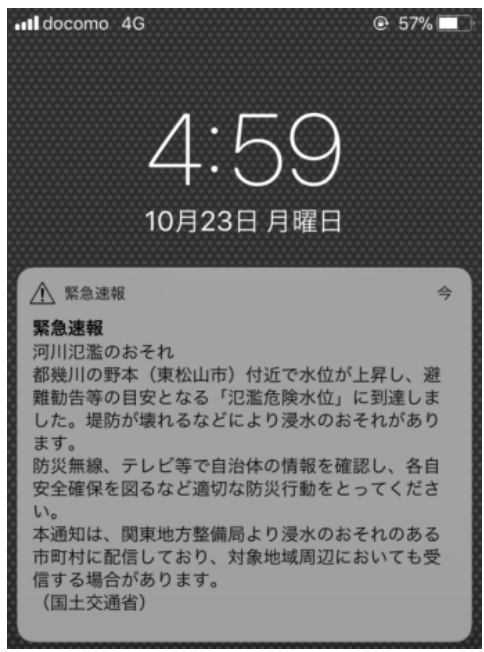 docomo 4G 57%
4:59
10月23日 月曜日
緊急速報 今
緊急速報
河川氾濫のおそれ
都幾川の野本（東松山市）付近で水位が上昇し、避
難勧告等の目安となる「氾濫危険水位」に到達しま
した。堤防が壊れるなどにより浸水のおそれがあり
ます。
防災無線、テレビ等で自治体の情報を確認し、各自
安全確保を図るなど適切な防災行動をとってくださ
い。
本通知は、関東地方整備局より浸水のおそれのある
市町村に配信しており、対象地域周辺においても受
信する場合があります。
（国土交通省）